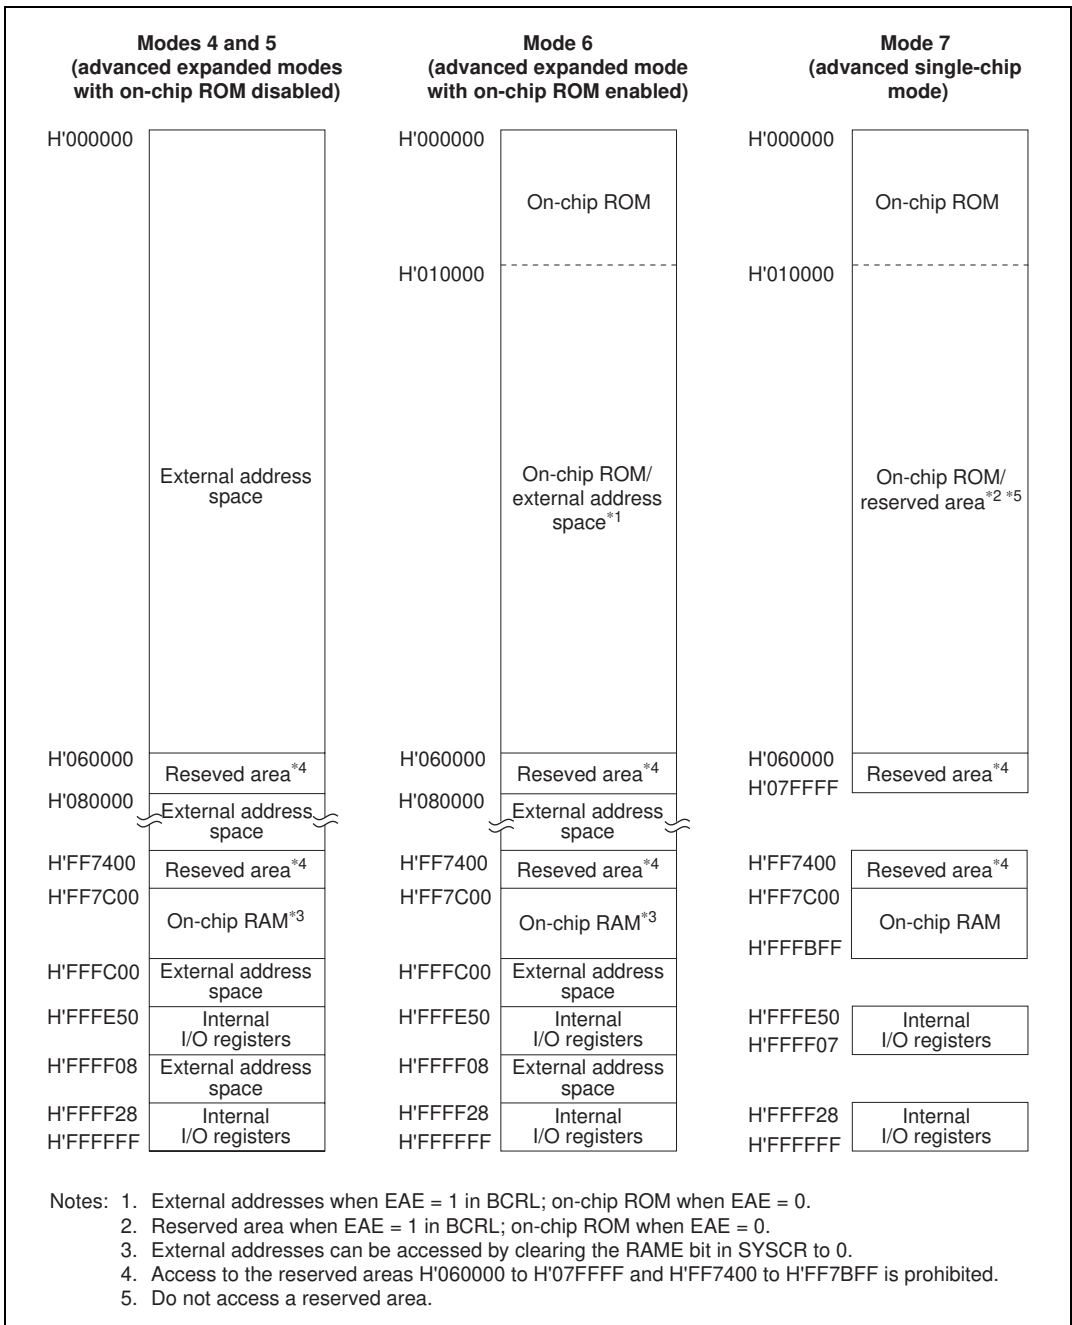 Modes 4 and 5
(advanced expanded modes
with on-chip ROM disabled)
H'000000
External address
space
H'060000
Reseved area*4
H'080000
External address
space
H'FF7400
Reseved area*4
H'FF7C00
On-chip RAM*3
H'FFFC00
External address
space
H'FFFE50
Internal
I/O registers
H'FFFF08
External address
space
H'FFFF28
Internal
I/O registers
H'FFFFFF
Mode 6
(advanced expanded mode
with on-chip ROM enabled)
H'000000
On-chip ROM
H'010000
On-chip ROM/
external address
space*1
H'060000
Reseved area*4
H'080000
External address
space
H'FF7400
Reseved area*4
H'FF7C00
On-chip RAM*3
H'FFFC00
External address
space
H'FFFE50
Internal
I/O registers
H'FFFF08
External address
space
H'FFFF28
Internal
I/O registers
H'FFFFFF
Mode 7
(advanced single-chip
mode)
H'000000
On-chip ROM
H'010000
On-chip ROM/
reserved area*2 *5
H'060000
Reseved area*4
H'07FFFF
H'FF7400
Reseved area*4
H'FF7C00
On-chip RAM
H'FFFBFF
H'FFFE50
Internal
I/O registers
H'FFFF07
H'FFFF28
Internal
I/O registers
H'FFFFFF
Notes: 1. External addresses when EAE = 1 in BCRL; on-chip ROM when EAE = 0.
2. Reserved area when EAE = 1 in BCRL; on-chip ROM when EAE = 0.
3. External addresses can be accessed by clearing the RAME bit in SYSCR to 0.
4. Access to the reserved areas H'060000 to H'07FFFF and H'FF7400 to H'FF7BFF is prohibited.
5. Do not access a reserved area.